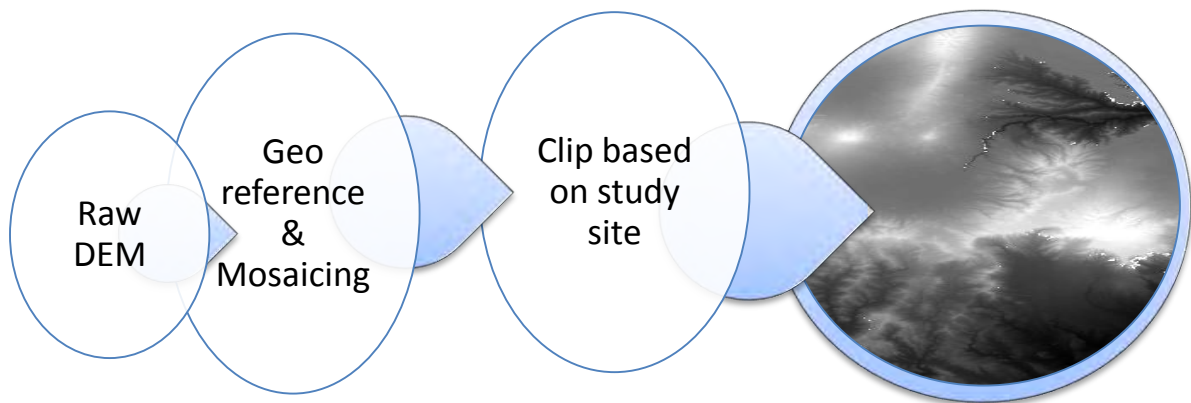 Raw
DEM
Geo
reference
&
Mosaicing
Clip based
on study
site